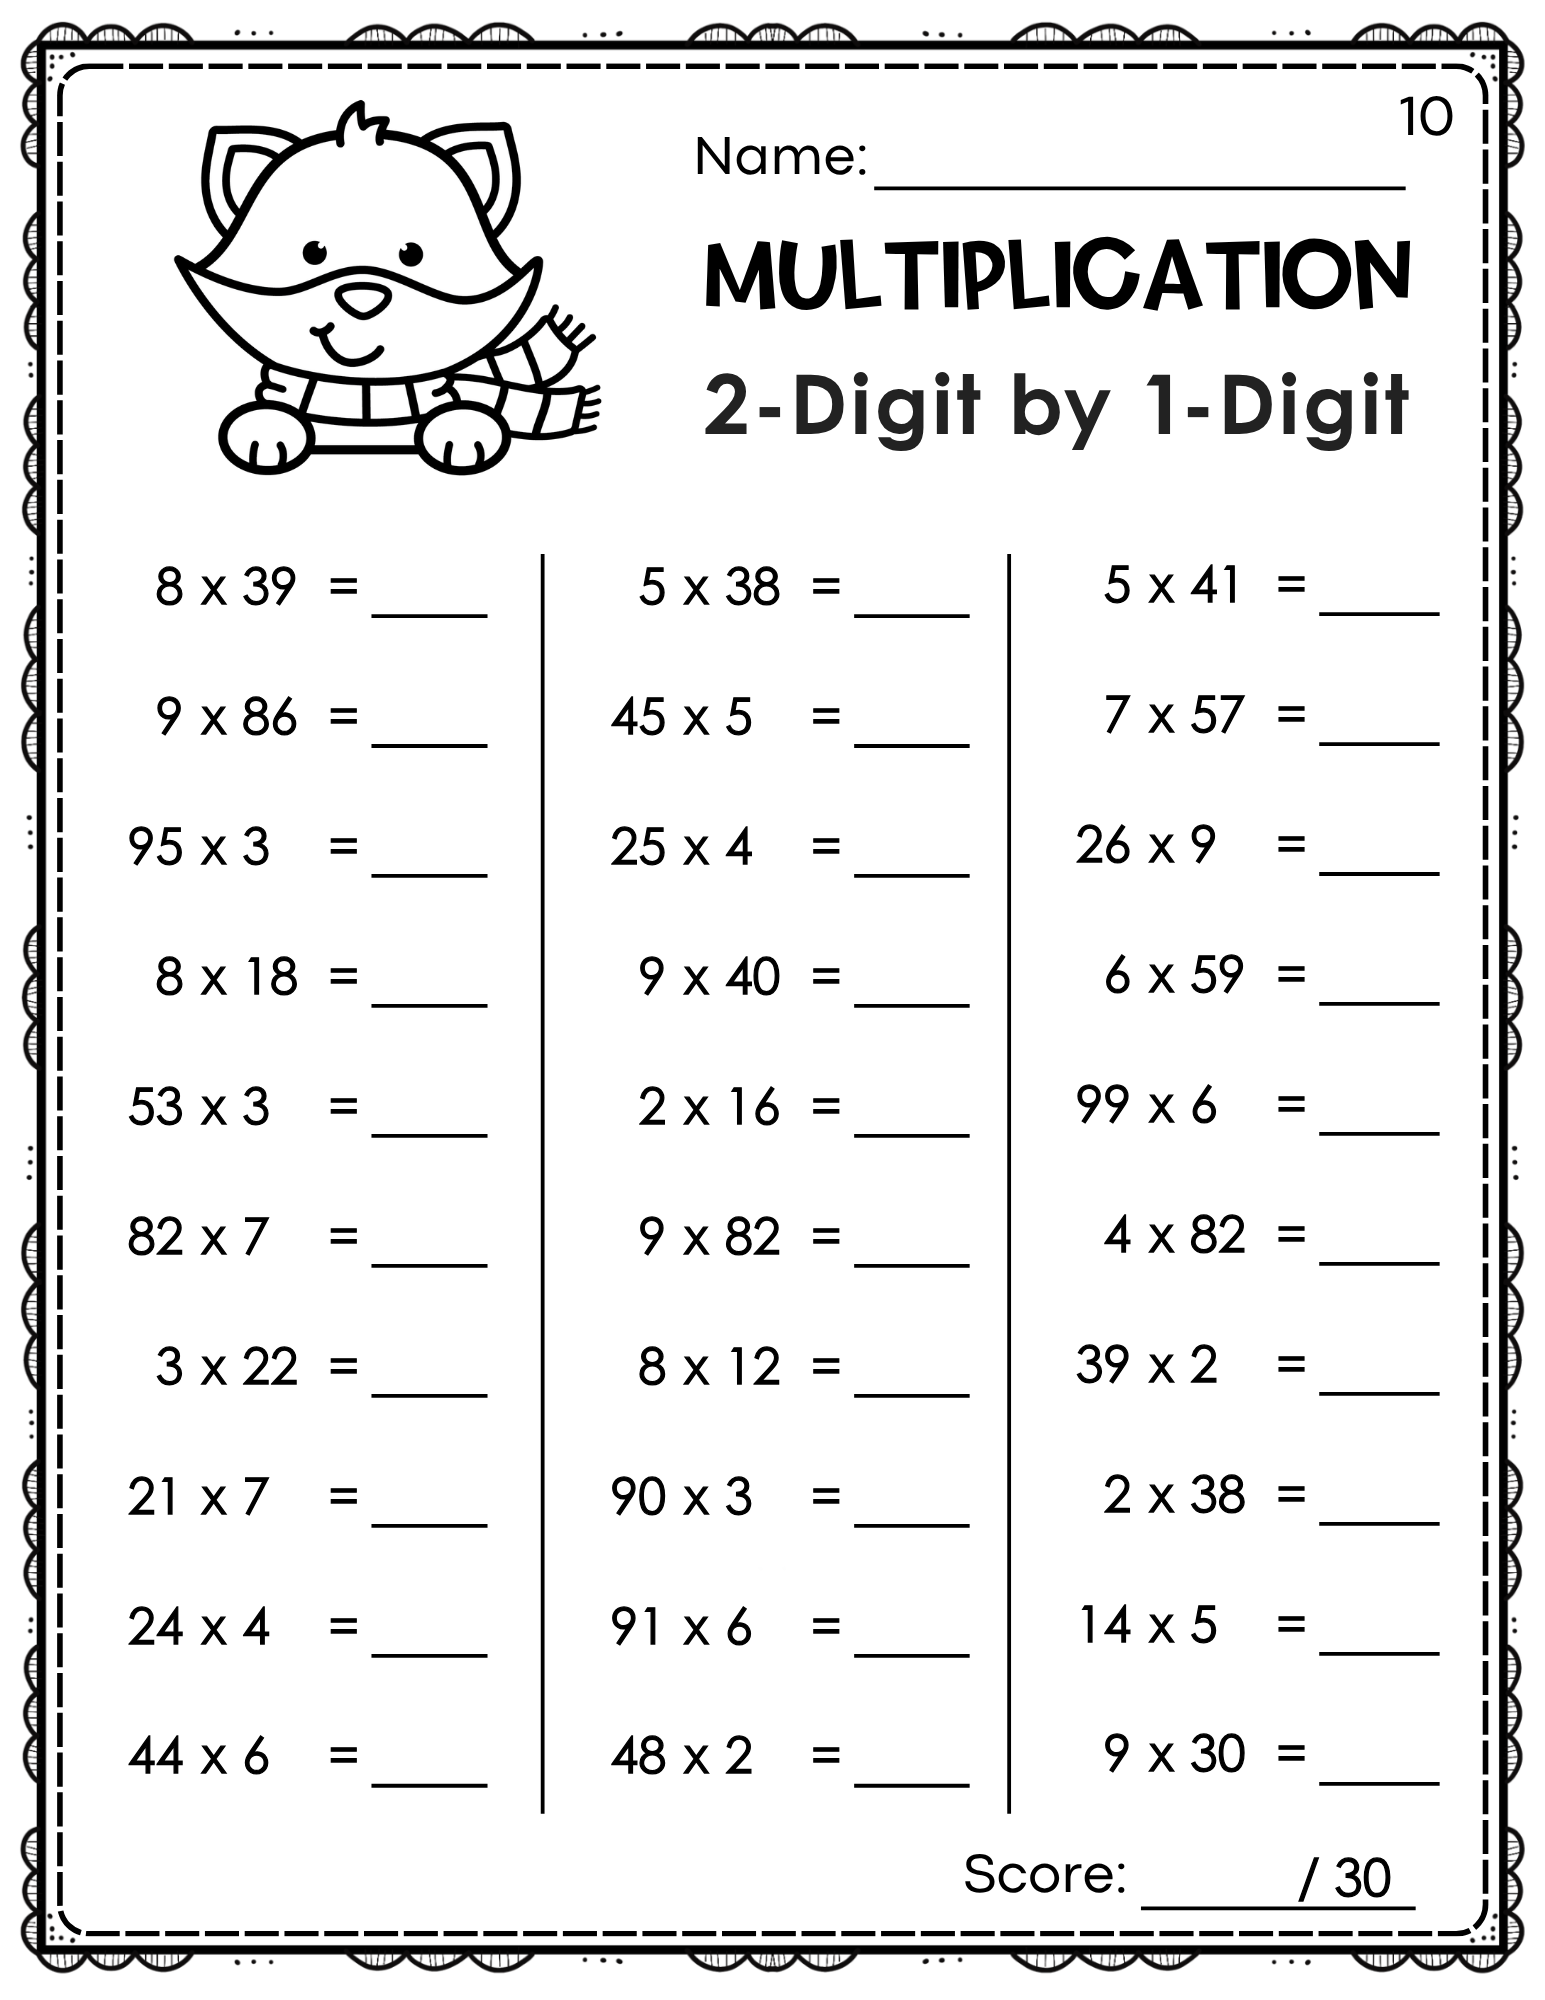 10
Name:
MULTIPLICATION
2-Digit by 1-Digit
8 x 39 =
9 x 86 =
95 x 3 =
8 x 18 =
53 x 3 =
82 x 7 =
3 x 22 =
21 x 7 =
24 x 4 =
44 x 6 =
5 x 38 =
45 x 5 =
25 x 4 =
9 x 40 =
2 x 16 =
9 x 82 =
8 x 12 =
90 x 3 =
91 x 6 =
48 x 2 =
5 x 41 =
7 x 57 =
26 x 9 =
6 x 59 =
99 x 6 =
4 x 82 =
39 x 2 =
2 x 38 =
14 x 5 =
9 x 30 =
Score: / 30